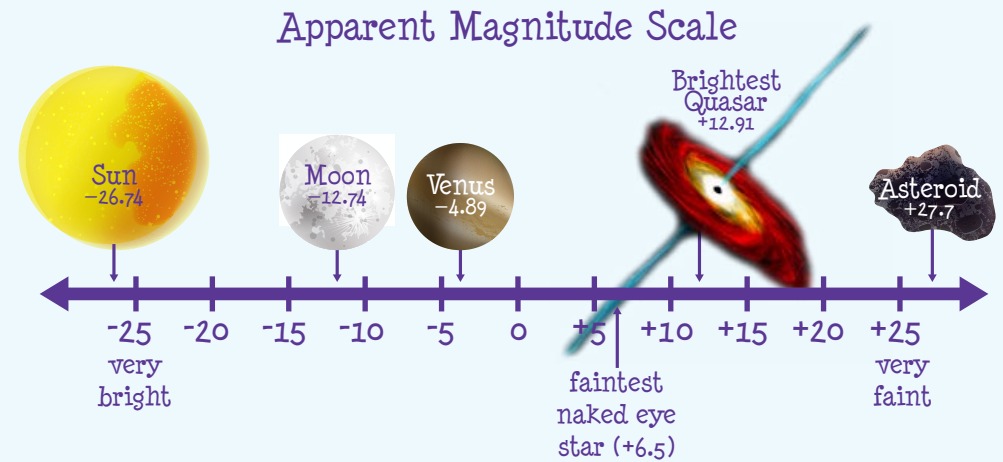 Apparent Magnitude Scale
Sun
−26.74
Moon
−12.74
Venus
−4.89
Brightest
Quasar
+12.91
Asteroid
+27.7
-25 -20 -15 -10 -5 0 +5 +10 +15 +20 +25
very
bright
faintest
naked eye
star (+6.5)
very
faint